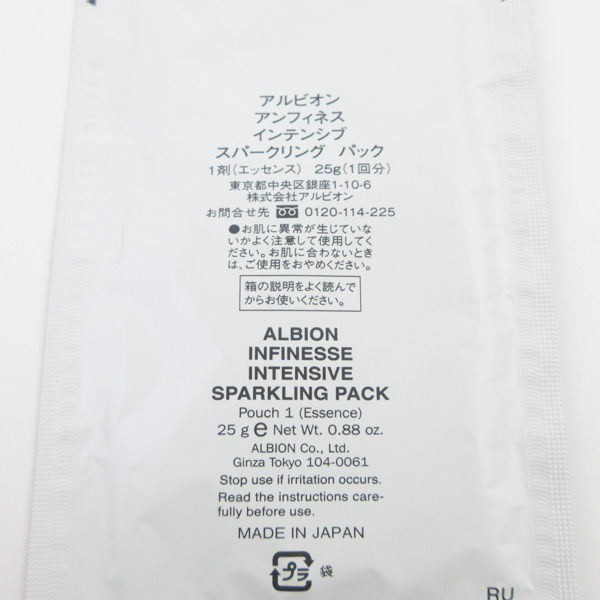 アルビオン
アンフィネス
インテンシブ
スパークリング パック
1剤(エッセンス) 25g(1回分)
東京都中央区銀座1-10-6
株式会社アルビオン
お問合せ先 0120-114-225
●お肌に異常が生じていな
いかよく注意して使用してく
ださい。お肌に合わないとき
は、ご使用をおやめください。
箱の説明をよく読んで
からお使いください。
ALBION
INFINESSE
INTENSIVE
SPARKLING PACK
Pouch 1 (Essence)
25 g ℮ Net Wt. 0.88 oz.
ALBION Co., Ltd.
Ginza Tokyo 104-0061
Stop use if irritation occurs.
Read the instructions care-
fully before use.
MADE IN JAPAN
プラ 袋
RU